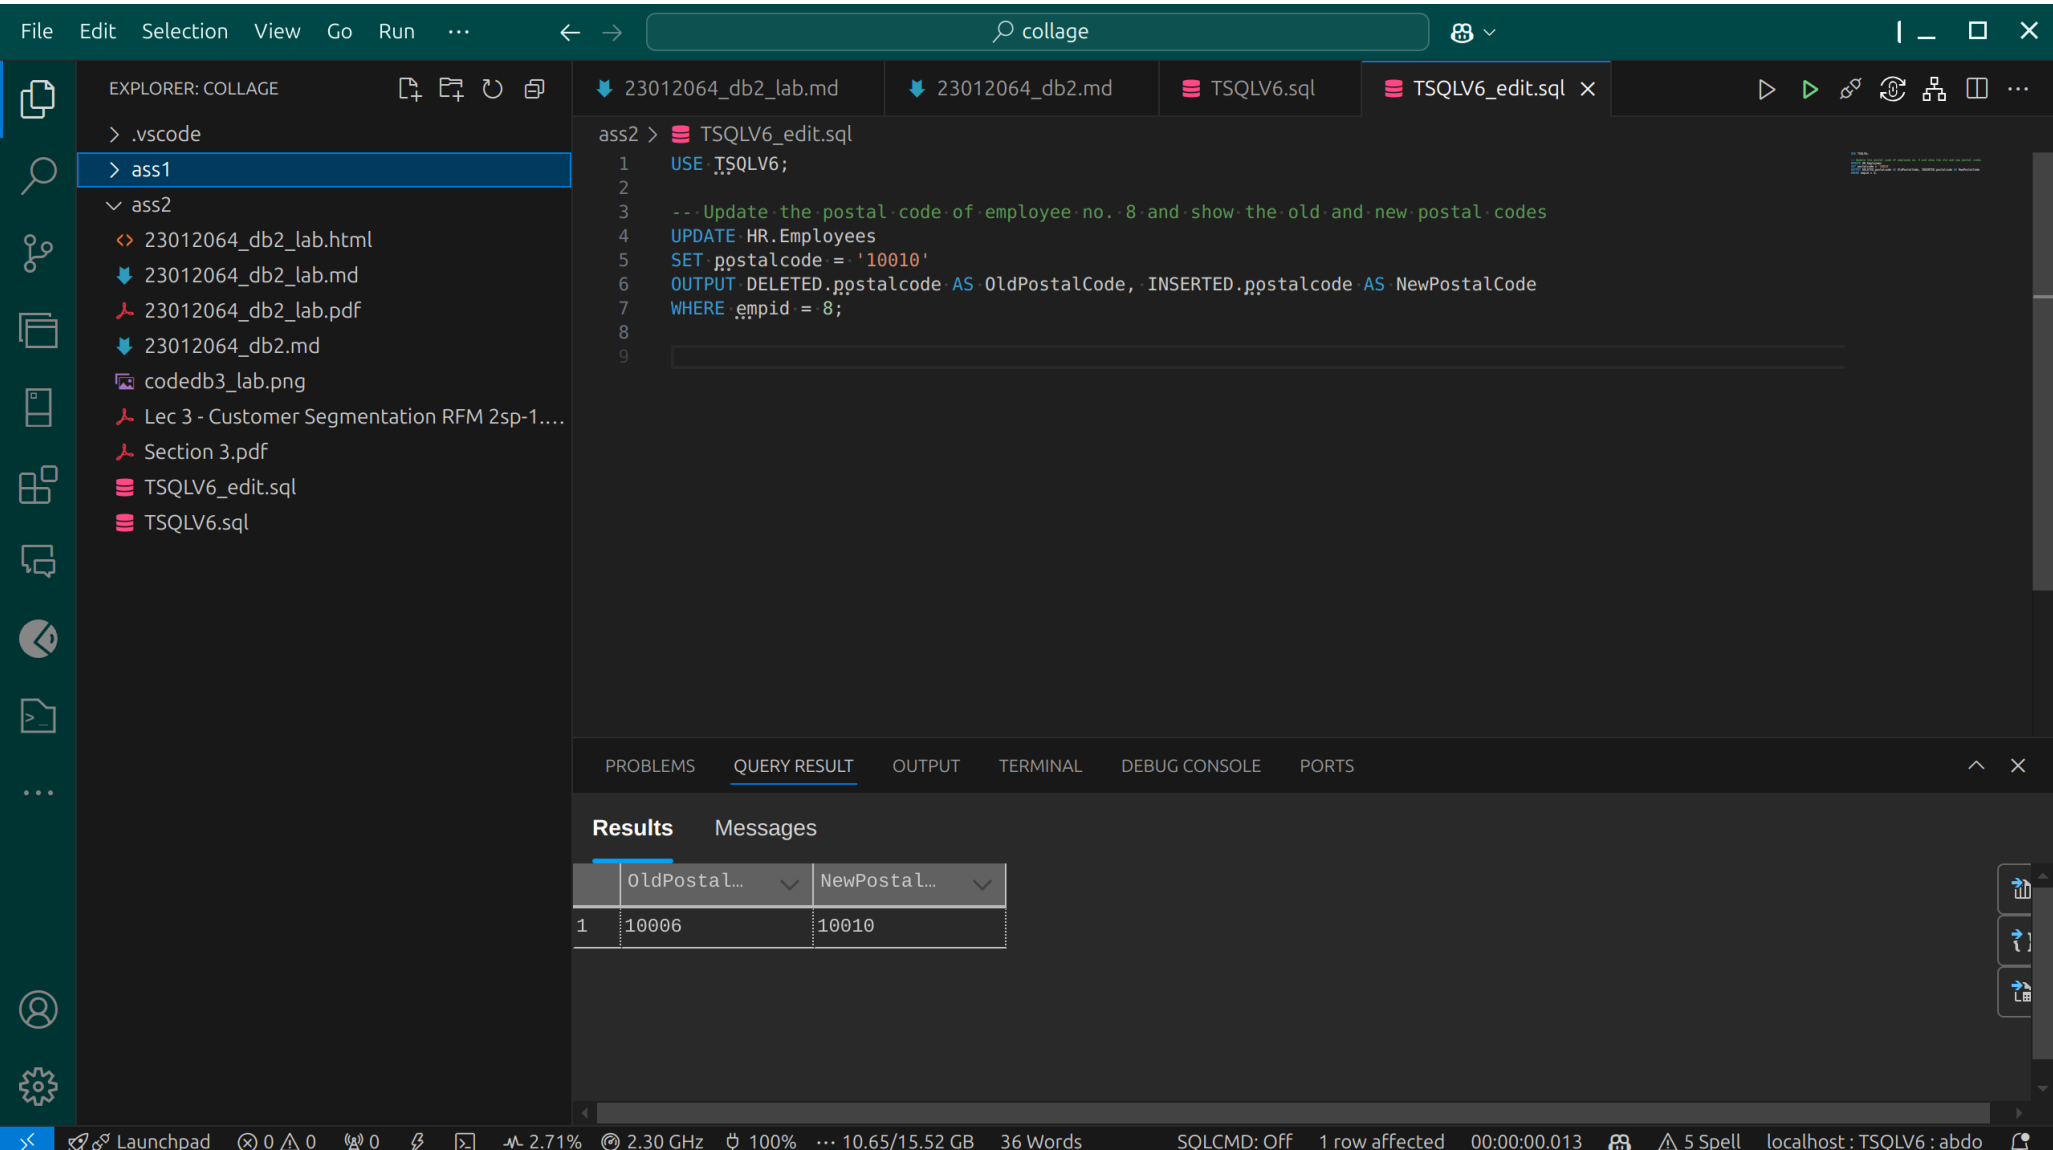 File Edit Selection View Go Run ···
collage
EXPLORER: COLLAGE
.vscode
ass1
ass2
23012064_db2_lab.html
23012064_db2_lab.md
23012064_db2_lab.pdf
23012064_db2.md
codedb3_lab.png
Lec 3 - Customer Segmentation RFM 2sp-1....
Section 3.pdf
TSQLV6_edit.sql
TSQLV6.sql
23012064_db2_lab.md 23012064_db2.md TSQLV6.sql TSQLV6_edit.sql
ass2 > TSQLV6_edit.sql
1 USE TSQLV6;
2
3 -- Update the postal code of employee no. 8 and show the old and new postal codes
4 UPDATE HR.Employees
5 SET postalcode = '10010'
6 OUTPUT DELETED.postalcode AS OldPostalCode, INSERTED.postalcode AS NewPostalCode
7 WHERE empid = 8;
8
9
PROBLEMS QUERY RESULT OUTPUT TERMINAL DEBUG CONSOLE PORTS
Results Messages
OldPostal… NewPostal…
1 10006 10010
Launchpad 0 0 0 2.71% 2.30 GHz 100% ··· 10.65/15.52 GB 36 Words SQLCMD: Off 1 row affected 00:00:00.013 5 Spell localhost : TSQLV6 : abdo